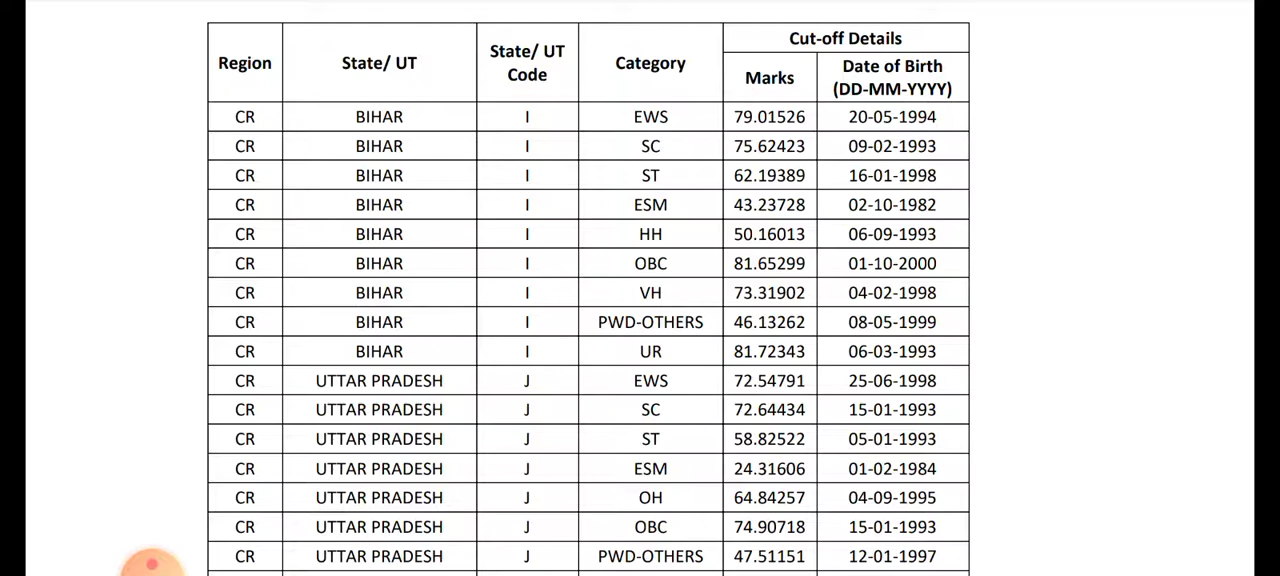 Region State/ UT State/ UT Code Category Cut-off Details
Marks Date of Birth (DD-MM-YYYY)
CR BIHAR I EWS 79.01526 20-05-1994
CR BIHAR I SC 75.62423 09-02-1993
CR BIHAR I ST 62.19389 16-01-1998
CR BIHAR I ESM 43.23728 02-10-1982
CR BIHAR I HH 50.16013 06-09-1993
CR BIHAR I OBC 81.65299 01-10-2000
CR BIHAR I VH 73.31902 04-02-1998
CR BIHAR I PWD-OTHERS 46.13262 08-05-1999
CR BIHAR I UR 81.72343 06-03-1993
CR UTTAR PRADESH J EWS 72.54791 25-06-1998
CR UTTAR PRADESH J SC 72.64434 15-01-1993
CR UTTAR PRADESH J ST 58.82522 05-01-1993
CR UTTAR PRADESH J ESM 24.31606 01-02-1984
CR UTTAR PRADESH J OH 64.84257 04-09-1995
CR UTTAR PRADESH J OBC 74.90718 15-01-1993
CR UTTAR PRADESH J PWD-OTHERS 47.51151 12-01-1997